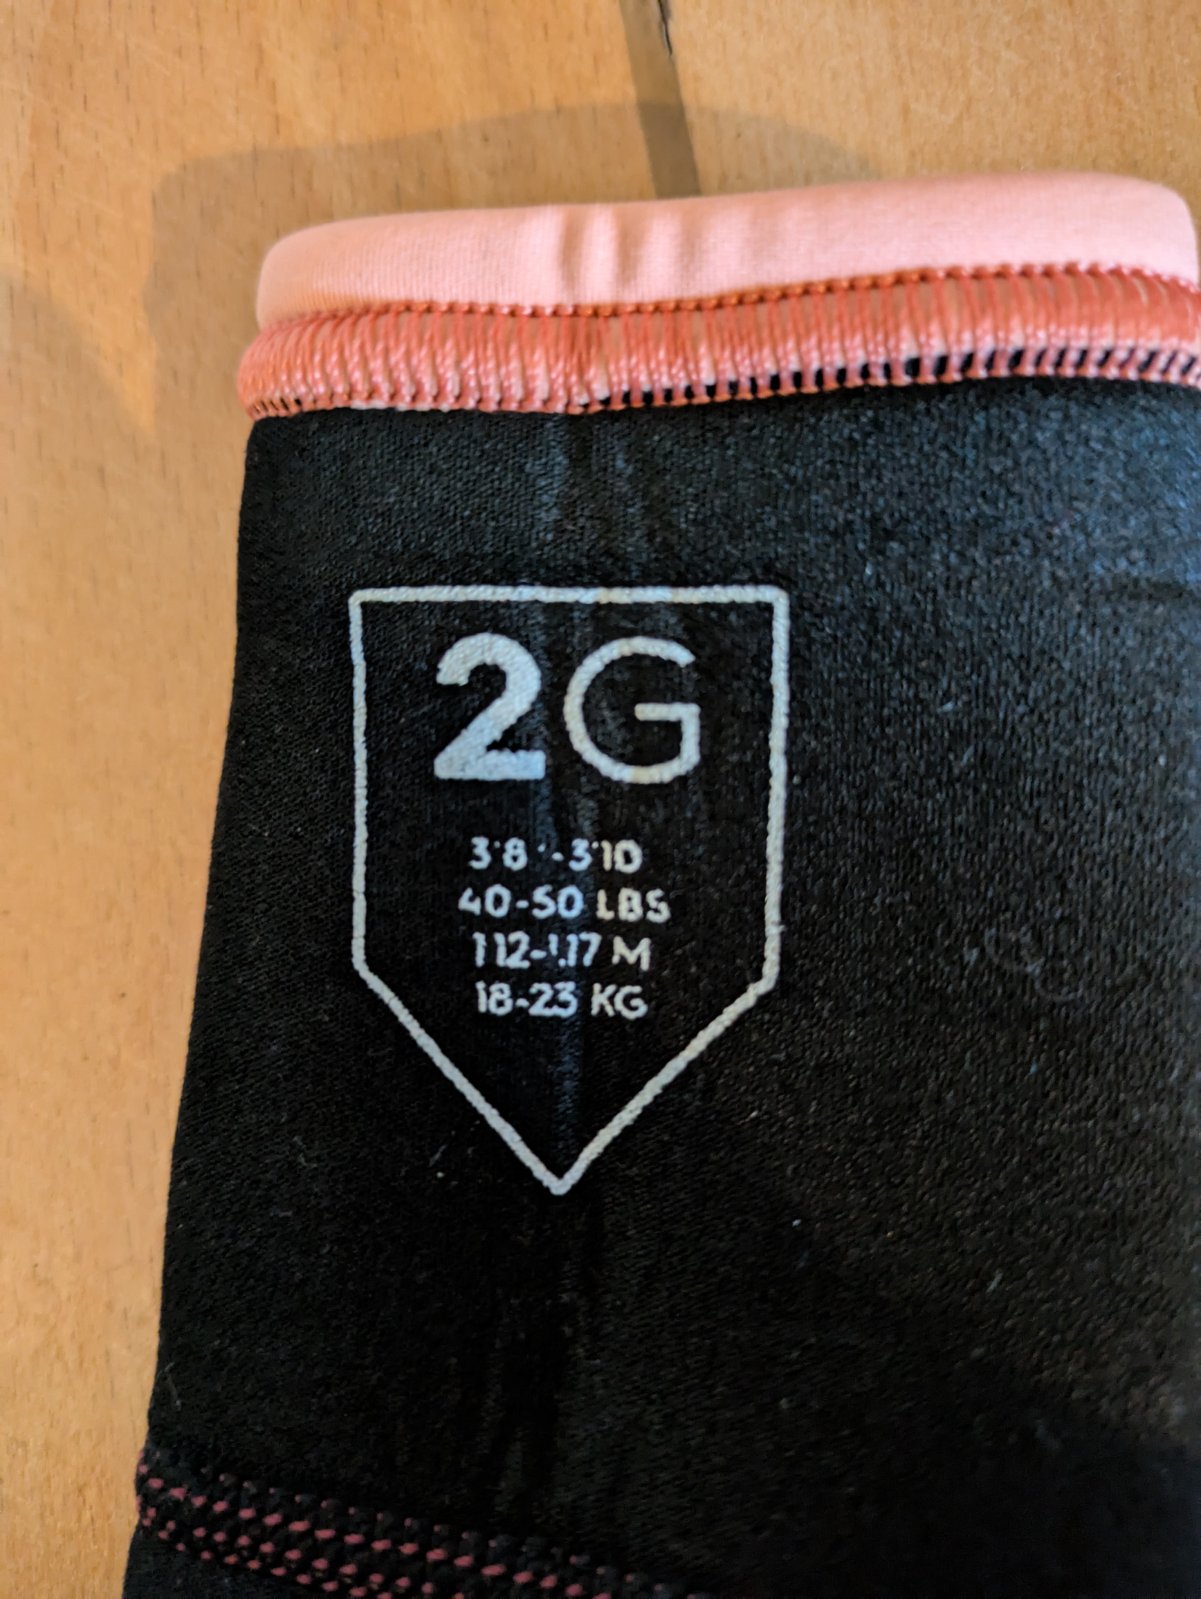 2G
3'8"-3'10
40-50 LBS
1.12-1.17 M
18-23 KG